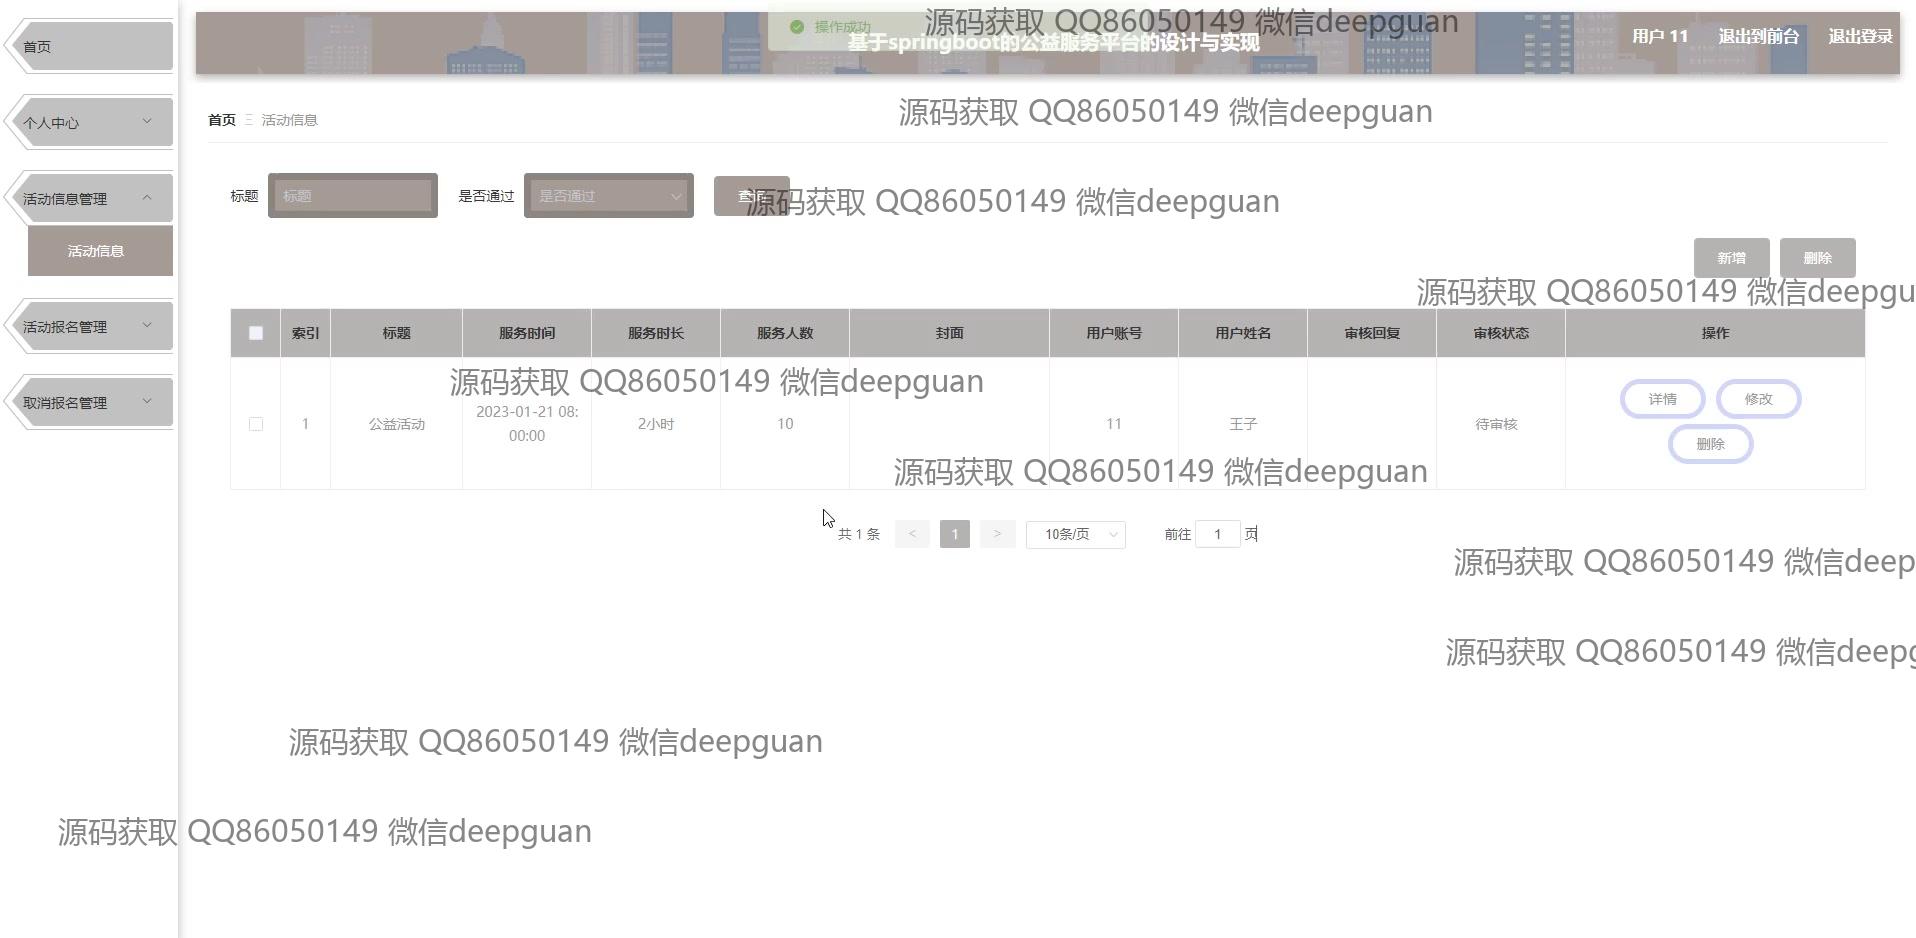 操作成功
源码获取 QQ86050149 微信deepguan
基于springboot的公益服务平台的设计与实现
用户 11
退出到前台
退出登录
首页
个人中心
活动信息管理
活动信息
活动报名管理
取消报名管理
源码获取 QQ86050149 微信deepguan
首页 活动信息
标题 标题 是否通过 是否通过
源码获取 QQ86050149 微信deepguan
新增 删除
源码获取 QQ86050149 微信deepgu
索引 标题 服务时间 服务时长 服务人数 封面 用户账号 用户姓名 审核回复 审核状态 操作
源码获取 QQ86050149 微信deepguan
1 公益活动 2023-01-21 08:
00:00 2小时 10 11 王子 待审核
详情 修改
删除
源码获取 QQ86050149 微信deepguan
共 1 条 < 1 > 10条/页 前往 1 页
源码获取 QQ86050149 微信deep
源码获取 QQ86050149 微信deep
源码获取 QQ86050149 微信deepguan
源码获取 QQ86050149 微信deepguan